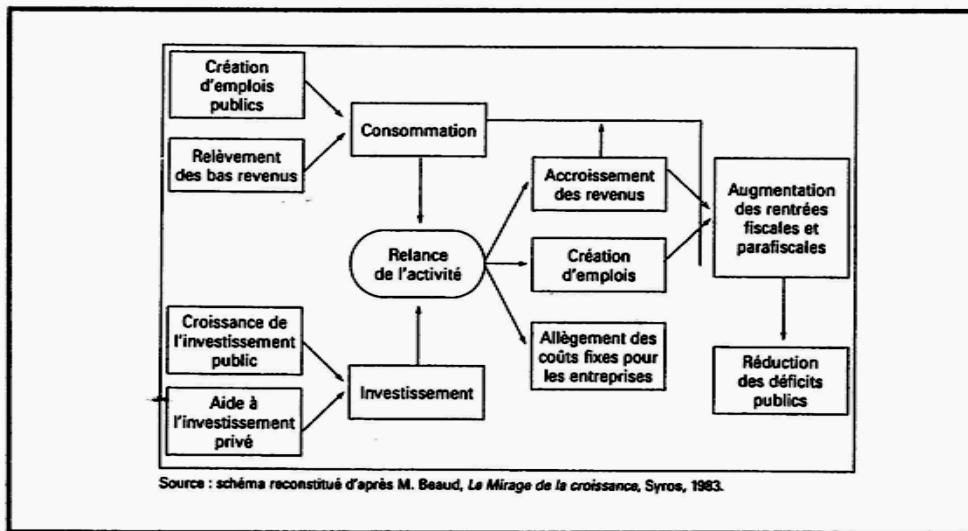 Création
d'emplois
publics
Relèvement
des bas revenus
Consommation
Relance
de l'activité
Croissance de
l'investissement
public
Aide à
l'investissement
privé
Investissement
Accroissement
des revenus
Création
d'emplois
Allègement des
coûts fixes pour
les entreprises
Augmentation
des rentrées
fiscales et
parafiscales
Réduction
des déficits
publics
Source : schéma reconstitué d'après M. Beaud, Le Mirage de la croissance, Syros, 1983.